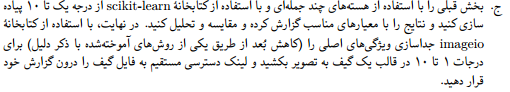 ج- بخش قبلی را با استفاده از هسته‌های چند جمله‌ای و با استفاده از کتابخانهٔ scikit-learn از درجه یک تا ۱۰ پیاده
سازی کنید و نتایج را با معیارهای مناسب گزارش کرده و مقایسه و تحلیل کنید. در نهایت، با استفاده از کتابخانهٔ
imageio جداسازی ویژگی‌های اصلی را (کاهش بُعد از طریق یکی از روش‌های آموخته‌شده با ذکر دلیل) برای
درجات ۱ تا ۱۰ در قالب یک گیف به تصویر بکشید و لینک دسترسی مستقیم به فایل گیف را درون گزارش خود
قرار دهید.